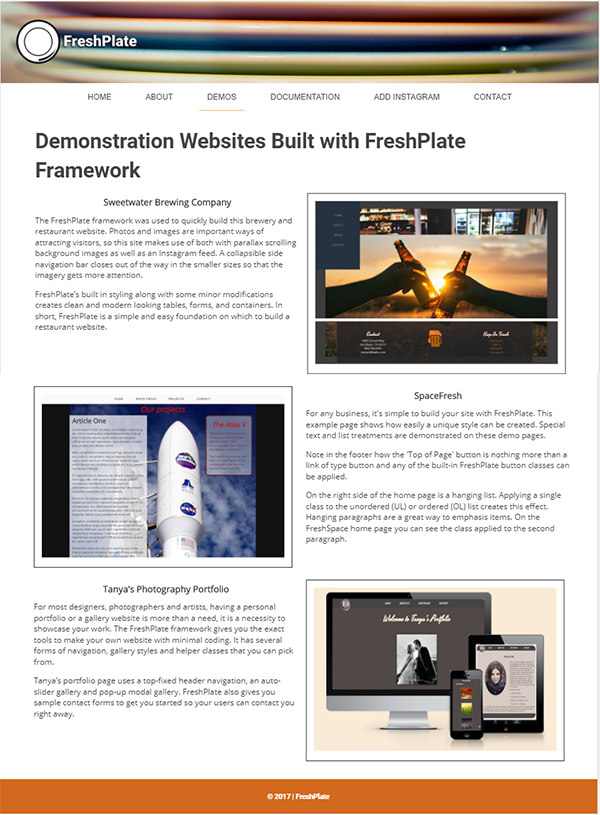 FreshPlate
HOME ABOUT DEMOS DOCUMENTATION ADD INSTAGRAM CONTACT
Demonstration Websites Built with FreshPlate
Framework
Sweetwater Brewing Company
The FreshPlate framework was used to quickly build this brewery and
restaurant website. Photos and images are important ways of
attracting visitors, so this site makes use of both with parallax scrolling
background images as well as an Instagram feed. A collapsible side
navigation bar closes out of the way in the smaller sizes so that the
imagery gets more attention.
FreshPlate's built in styling along with some minor modifications
creates clean and modern looking tables, forms, and containers. In
short, FreshPlate is a simple and easy foundation on which to build a
restaurant website.
HOME
ABOUT
Contact
Keep In Touch
HOME SPACE FRESH PROJECTS CONTACT
Our projects
Article One
The Atlas V
NASA
SpaceFresh
For any business, it's simple to build your site with FreshPlate. This
example page shows how easily a unique style can be created. Special
text and list treatments are demonstrated on these demo pages.
Note in the footer how the 'Top of Page' button is nothing more than a
link of type button and any of the built-in FreshPlate button classes can
be applied.
On the right side of the home page is a hanging list. Applying a single
class to the unordered (UL) or ordered (OL) list creates this effect.
Hanging paragraphs are a great way to emphasis items. On the
FreshSpace home page you can see the class applied to the second
paragraph.
Tanya's Photography Portfolio
For most designers, photographers and artists, having a personal
portfolio or a gallery website is more than a need, it is a necessity to
showcase your work. The FreshPlate framework gives you the exact
tools to make your own website with minimal coding. It has several
forms of navigation, gallery styles and helper classes that you can pick
from.
Tanya's portfolio page uses a top-fixed header navigation, an auto-
slider gallery and pop-up modal gallery. FreshPlate also gives you
sample contact forms to get you started so your users can contact you
right away.
HOME ABOUT US PORTFOLIO CONTACT
Welcome to Tanya's Portfolio
© 2017 | FreshPlate